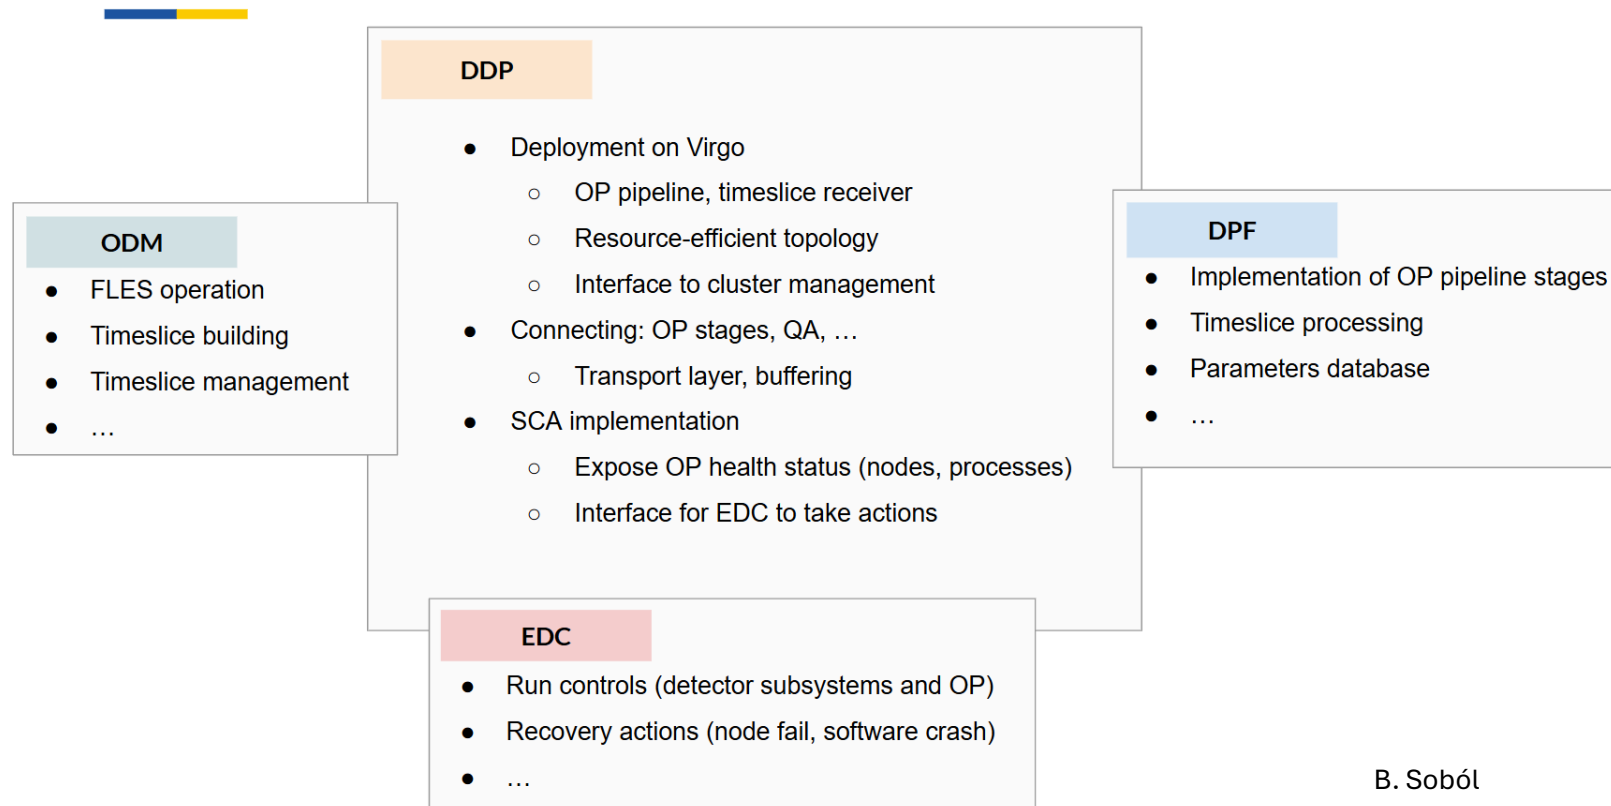 DDP
● Deployment on Virgo
○ OP pipeline, timeslice receiver
○ Resource-efficient topology
○ Interface to cluster management
● Connecting: OP stages, QA, …
○ Transport layer, buffering
● SCA implementation
○ Expose OP health status (nodes, processes)
○ Interface for EDC to take actions
ODM
● FLES operation
● Timeslice building
● Timeslice management
● …
DPF
● Implementation of OP pipeline stages
● Timeslice processing
● Parameters database
● …
EDC
● Run controls (detector subsystems and OP)
● Recovery actions (node fail, software crash)
● …
B. Soból